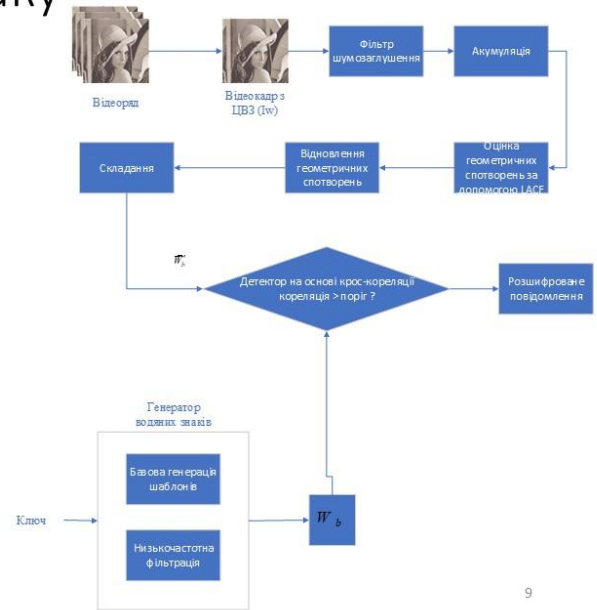 Відеоряд
Відеокадр з
ЦВЗ (Iw)
Фільтр
шумозаглушення
Акумуляція
Оцінка
геометричних
спотворень за
допомогою LACF
Відновлення
геометричних
спотворень
Складання
Детектор на основі крос-кореляції
кореляція > поріг ?
Розшифроване
повідомлення
Генератор
водяних знаків
Базова генерація
шаблонів
Низькочастотна
фільтрація
Ключ
W b
9